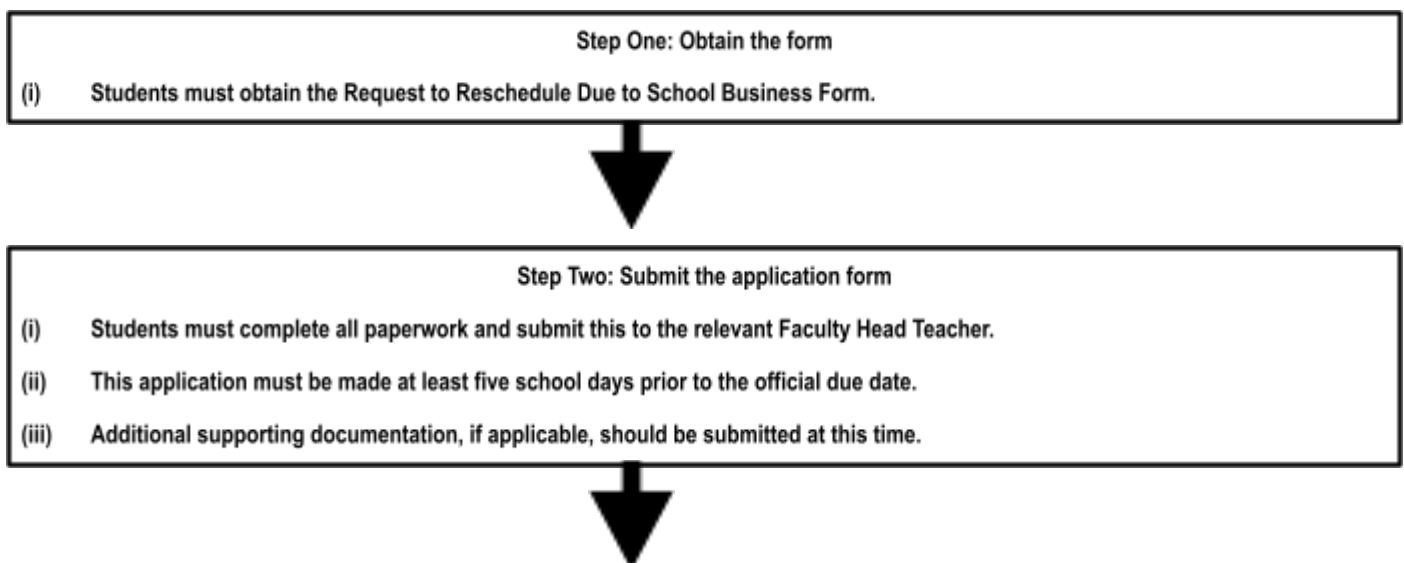 Step One: Obtain the form
(i) Students must obtain the Request to Reschedule Due to School Business Form.
Step Two: Submit the application form
(i) Students must complete all paperwork and submit this to the relevant Faculty Head Teacher.
(ii) This application must be made at least five school days prior to the official due date.
(iii) Additional supporting documentation, if applicable, should be submitted at this time.